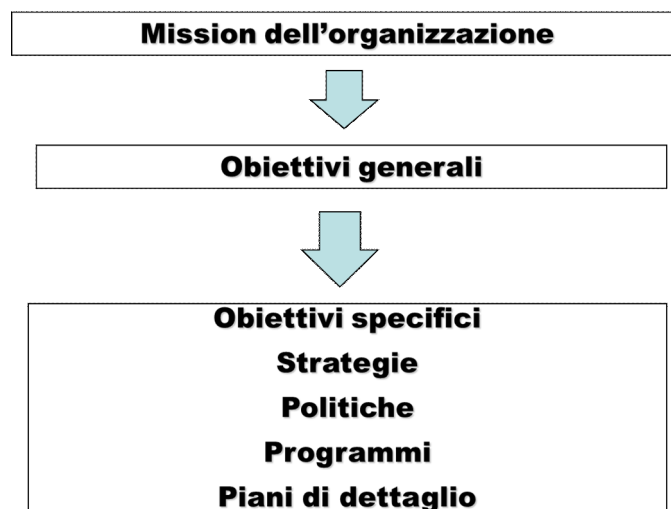 Mission dell’organizzazione
Obiettivi generali
Obiettivi specifici
Strategie
Politiche
Programmi
Piani di dettaglio